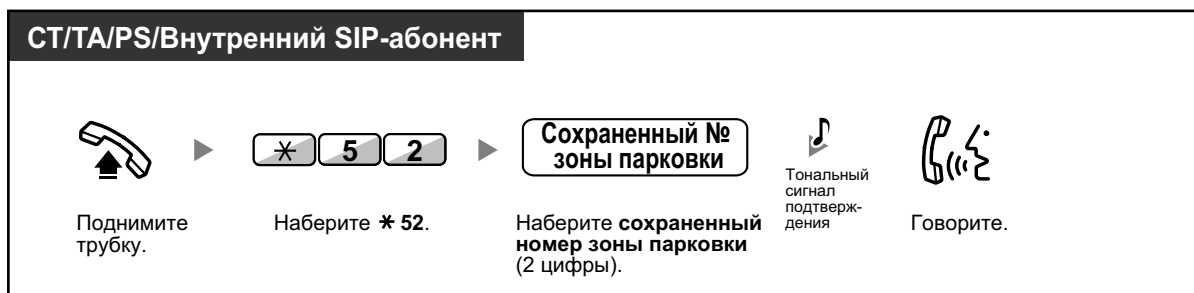 СТ/ТА/PS/Внутренний SIP-абонент
✻ 5 2
Сохраненный №
зоны парковки
Тональный
сигнал
подтверж-
дения
Поднимите
трубку.
Наберите ✻ 52.
Наберите сохраненный
номер зоны парковки
(2 цифры).
Говорите.